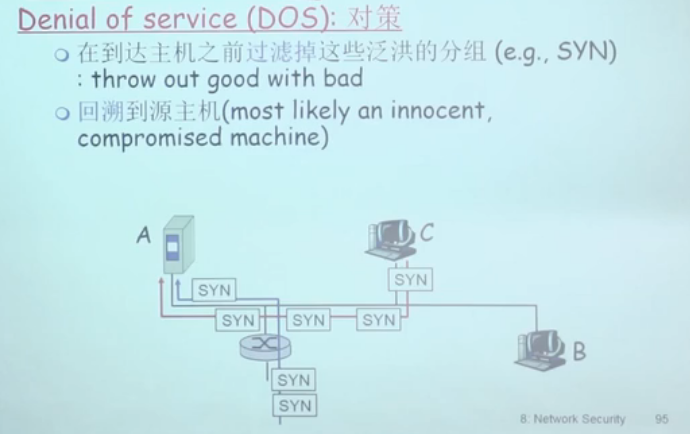 Denial of service (DOS): 对策
在到达主机之前过滤掉这些泛洪的分组 (e.g., SYN)
: throw out good with bad
回溯到源主机(most likely an innocent,
compromised machine)
A
C
SYN
SYN
SYN
SYN
SYN
B
SYN
SYN
8: Network Security 95